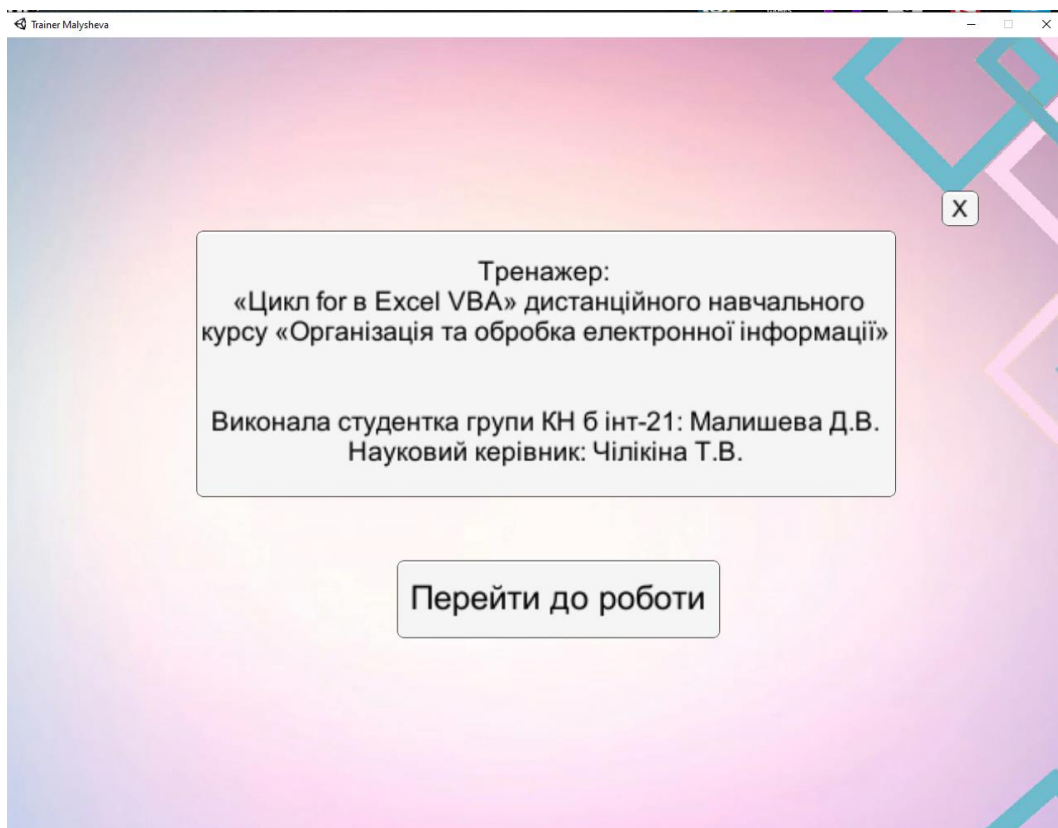 Trainer Malysheva
X
Тренажер:
«Цикл for в Excel VBA» дистанційного навчального
курсу «Організація та обробка електронної інформації»
Виконала студентка групи КН б інт-21: Малишева Д.В.
Науковий керівник: Чілікіна Т.В.
Перейти до роботи